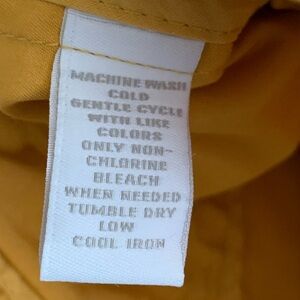 MACHINE WASH
COLD
GENTLE CYCLE
WITH LIKE
COLORS
ONLY NON-
CHLORINE
BLEACH
WHEN NEEDED
TUMBLE DRY
LOW
COOL IRON